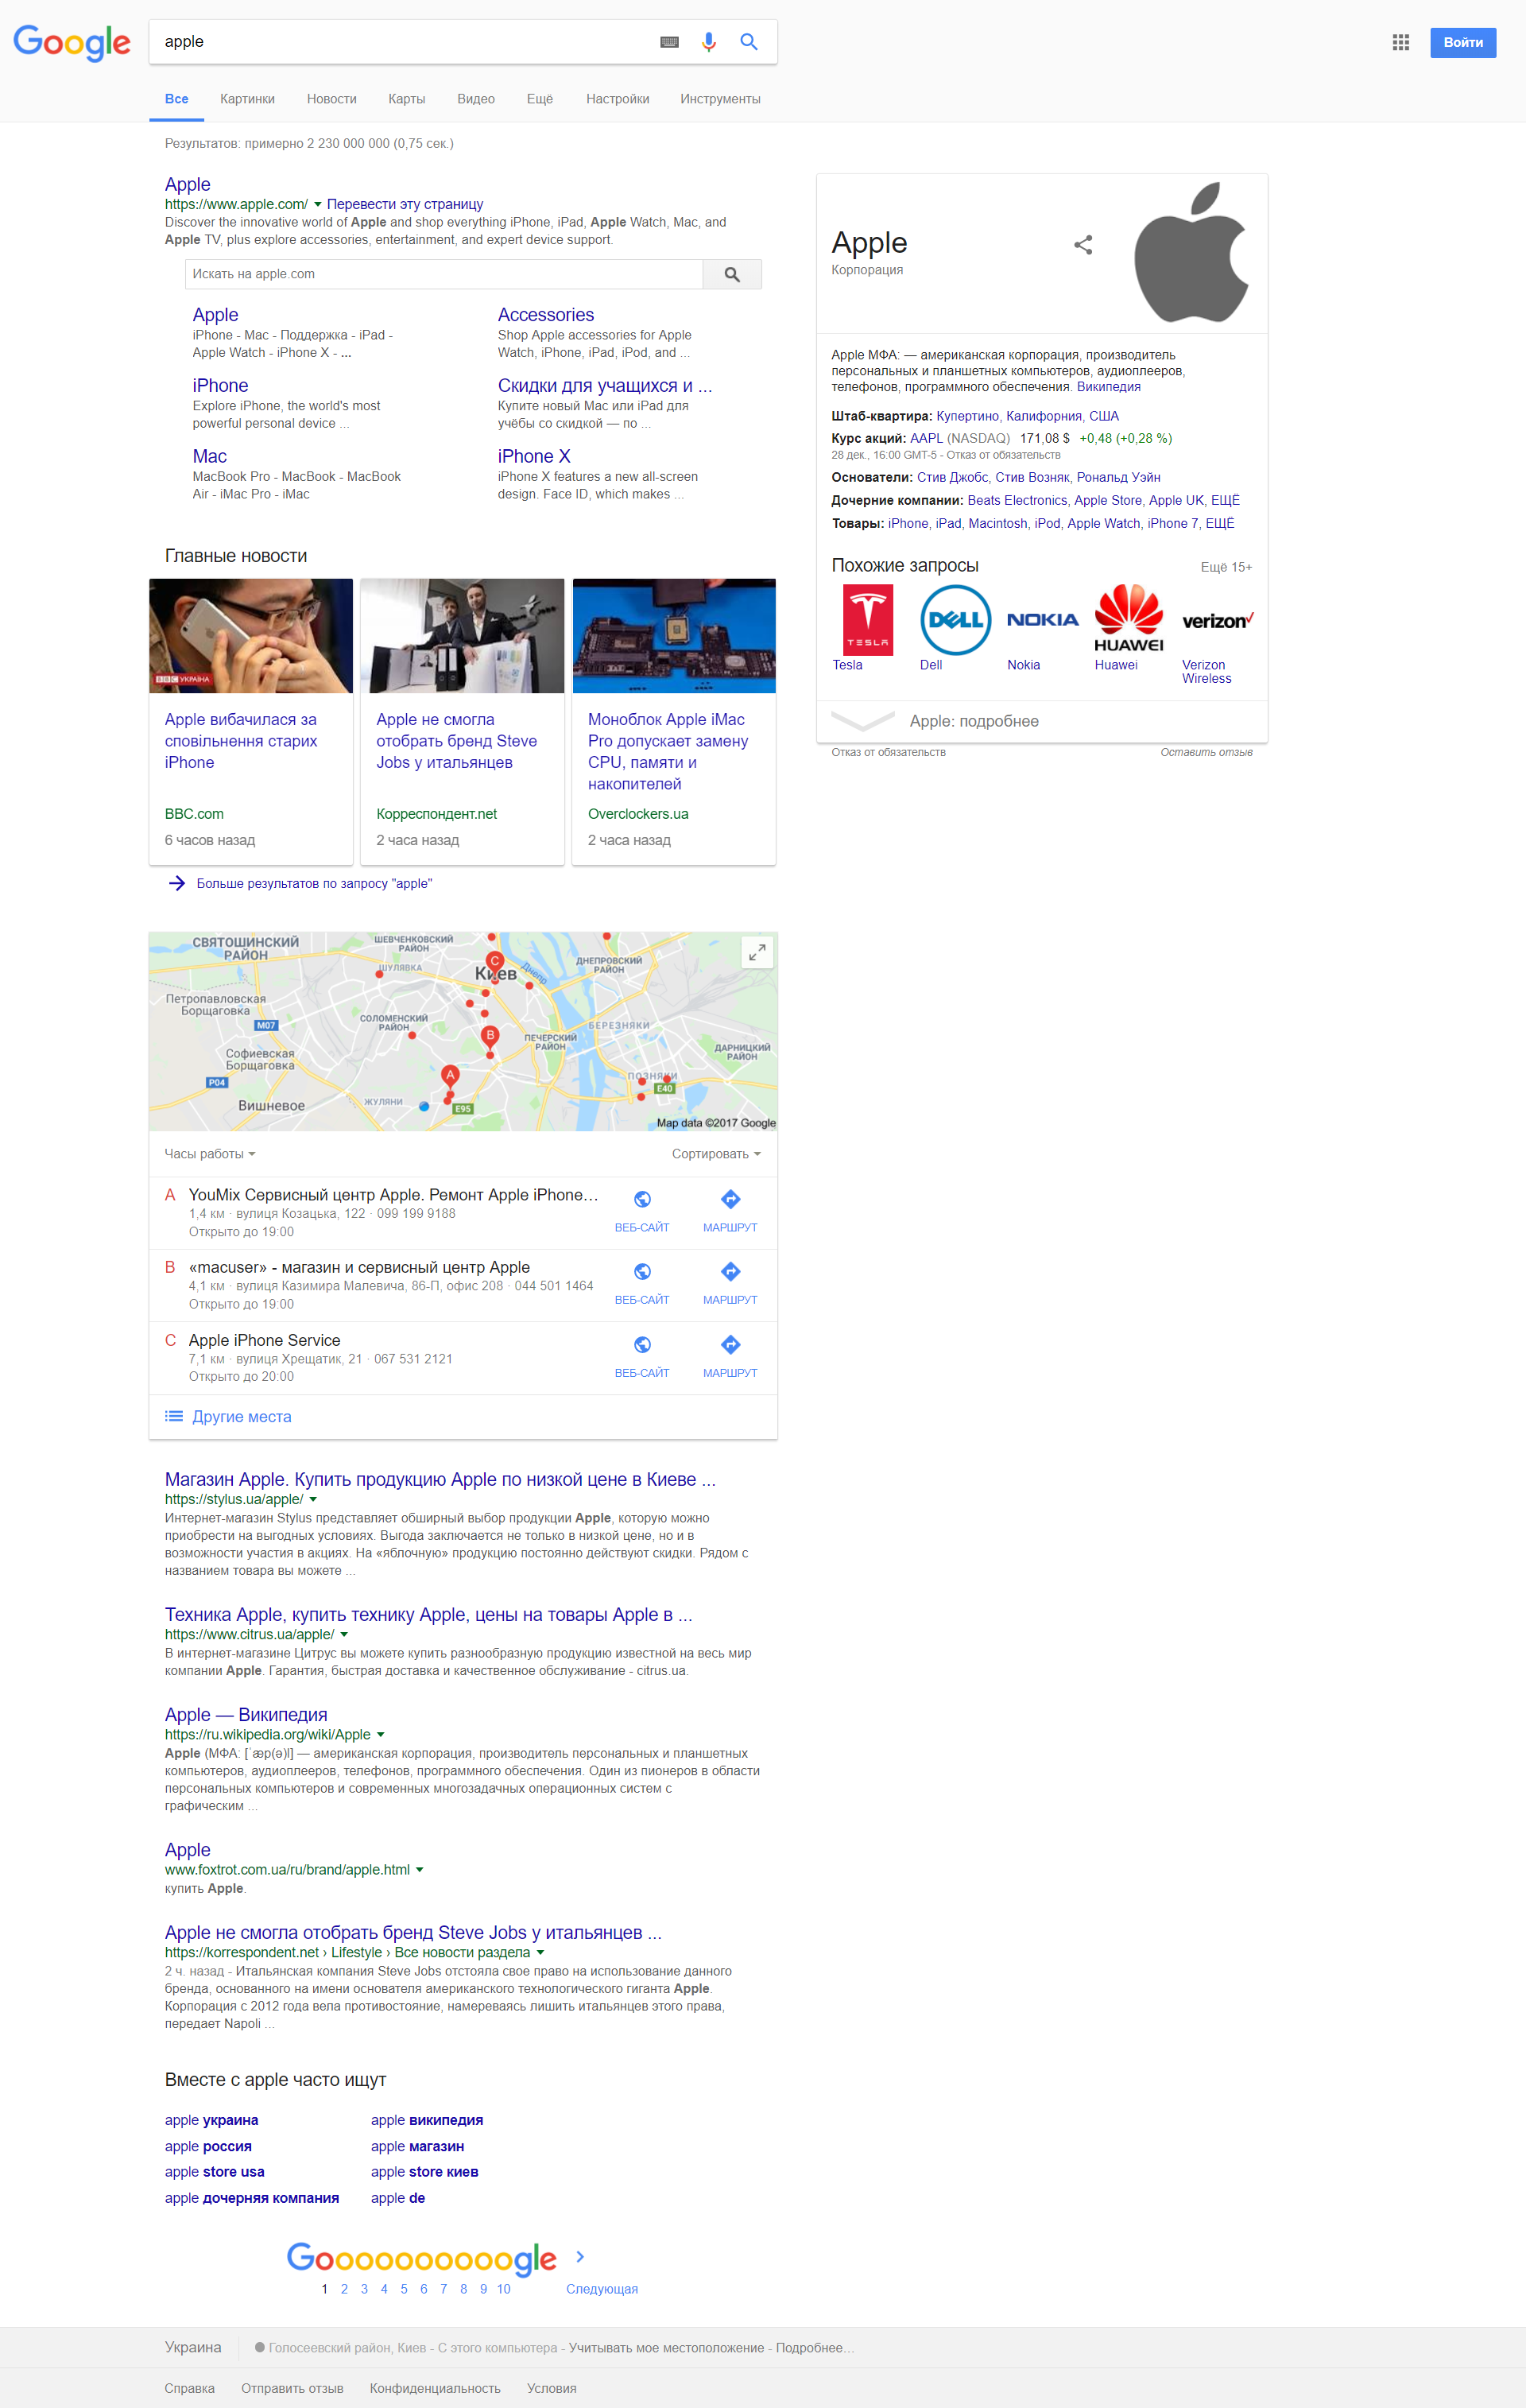 Google
apple
Войти
Все Картинки Новости Карты Видео Ещё Настройки Инструменты
Результатов: примерно 2 230 000 000 (0,75 сек.)
Apple
https://www.apple.com/ Перевести эту страницу
Discover the innovative world of Apple and shop everything iPhone, iPad, Apple Watch, Mac, and
Apple TV, plus explore accessories, entertainment, and expert device support.
Искать на apple.com
Apple
iPhone - Mac - Поддержка - iPad -
Apple Watch - iPhone X - ...
Accessories
Shop Apple accessories for Apple
Watch, iPhone, iPad, iPod, and ...
iPhone
Explore iPhone, the world's most
powerful personal device ...
Скидки для учащихся и ...
Купите новый Mac или iPad для
учёбы со скидкой — по ...
Mac
MacBook Pro - MacBook - MacBook
Air - iMac Pro - iMac
iPhone X
iPhone X features a new all-screen
design. Face ID, which makes ...
Главные новости
BBC УКРАЇНА
Apple вибачилася за
сповільнення старих
iPhone
BBC.com
6 часов назад
Apple не смогла
отобрать бренд Steve
Jobs у итальянцев
Корреспондент.net
2 часа назад
Моноблок Apple iMac
Pro допускает замену
CPU, памяти и
накопителей
Overclockers.ua
2 часа назад
Больше результатов по запросу "apple"
СВЯТОШИНСКИЙ
РАЙОН
ШЕВЧЕНКОВСКИЙ
РАЙОН
ШУЛЯВКА
C
Киев
Днепр
ДНЕПРОВСКИЙ
РАЙОН
Петропавловская
Борщаговка
M07
СОЛОМЕНСКИЙ
РАЙОН
B
ПЕЧЕРСКИЙ
РАЙОН
БЕРЕЗНЯКИ
ДАРНИЦКИЙ
РАЙОН
Софиевская
Борщаговка
P04
A
ПОЗНЯКИ
E40
Вишневое
ЖУЛЯНИ
E95
Map data ©2017 Google
Часы работы Сортировать
A YouMix Сервисный центр Apple. Ремонт Apple iPhone…
1,4 км · вулиця Козацька, 122 · 099 199 9188
Открыто до 19:00
ВЕБ-САЙТ МАРШРУТ
B «macuser» - магазин и сервисный центр Apple
4,1 км · вулиця Казимира Малевича, 86-П, офис 208 · 044 501 1464
Открыто до 19:00
ВЕБ-САЙТ МАРШРУТ
C Apple iPhone Service
7,1 км · вулиця Хрещатик, 21 · 067 531 2121
Открыто до 20:00
ВЕБ-САЙТ МАРШРУТ
Другие места
Магазин Apple. Купить продукцию Apple по низкой цене в Киеве ...
https://stylus.ua/apple/
Интернет-магазин Stylus представляет обширный выбор продукции Apple, которую можно
приобрести на выгодных условиях. Выгода заключается не только в низкой цене, но и в
возможности участия в акциях. На «яблочную» продукцию постоянно действуют скидки. Рядом с
названием товара вы можете ...
Техника Apple, купить технику Apple, цены на товары Apple в ...
https://www.citrus.ua/apple/
В интернет-магазине Цитрус вы можете купить разнообразную продукцию известной на весь мир
компании Apple. Гарантия, быстрая доставка и качественное обслуживание - citrus.ua.
Apple — Википедия
https://ru.wikipedia.org/wiki/Apple
Apple (МФА: [ˈæp(ə)l] — американская корпорация, производитель персональных и планшетных
компьютеров, аудиоплееров, телефонов, программного обеспечения. Один из пионеров в области
персональных компьютеров и современных многозадачных операционных систем с
графическим ...
Apple
www.foxtrot.com.ua/ru/brand/apple.html
купить Apple.
Apple не смогла отобрать бренд Steve Jobs у итальянцев ...
https://korrespondent.net › Lifestyle › Все новости раздела
2 ч. назад - Итальянская компания Steve Jobs отстояла свое право на использование данного
бренда, основанного на имени основателя американского технологического гиганта Apple.
Корпорация с 2012 года вела противостояние, намереваясь лишить итальянцев этого права,
передает Napoli ...
Вместе с apple часто ищут
apple украина apple википедия
apple россия apple магазин
apple store usa apple store киев
apple дочерняя компания apple de
Goooooooooogle
1 2 3 4 5 6 7 8 9 10 Следующая
Apple
Корпорация
Apple МФА: — американская корпорация, производитель
персональных и планшетных компьютеров, аудиоплееров,
телефонов, программного обеспечения. Википедия
Штаб-квартира: Купертино, Калифорния, США
Курс акций: AAPL (NASDAQ) 171,08 $ +0,48 (+0,28 %)
28 дек., 16:00 GMT-5 - Отказ от обязательств
Основатели: Стив Джобс, Стив Возняк, Рональд Уэйн
Дочерние компании: Beats Electronics, Apple Store, Apple UK, ЕЩЁ
Товары: iPhone, iPad, Macintosh, iPod, Apple Watch, iPhone 7, ЕЩЁ
Похожие запросы Ещё 15+
TESLA DELL NOKIA HUAWEI verizon
Tesla Dell Nokia Huawei Verizon
Wireless
Apple: подробнее
Отказ от обязательств Оставить отзыв
Украина Голосеевский район, Киев - С этого компьютера - Учитывать мое местоположение - Подробнее…
Справка Отправить отзыв Конфиденциальность Условия